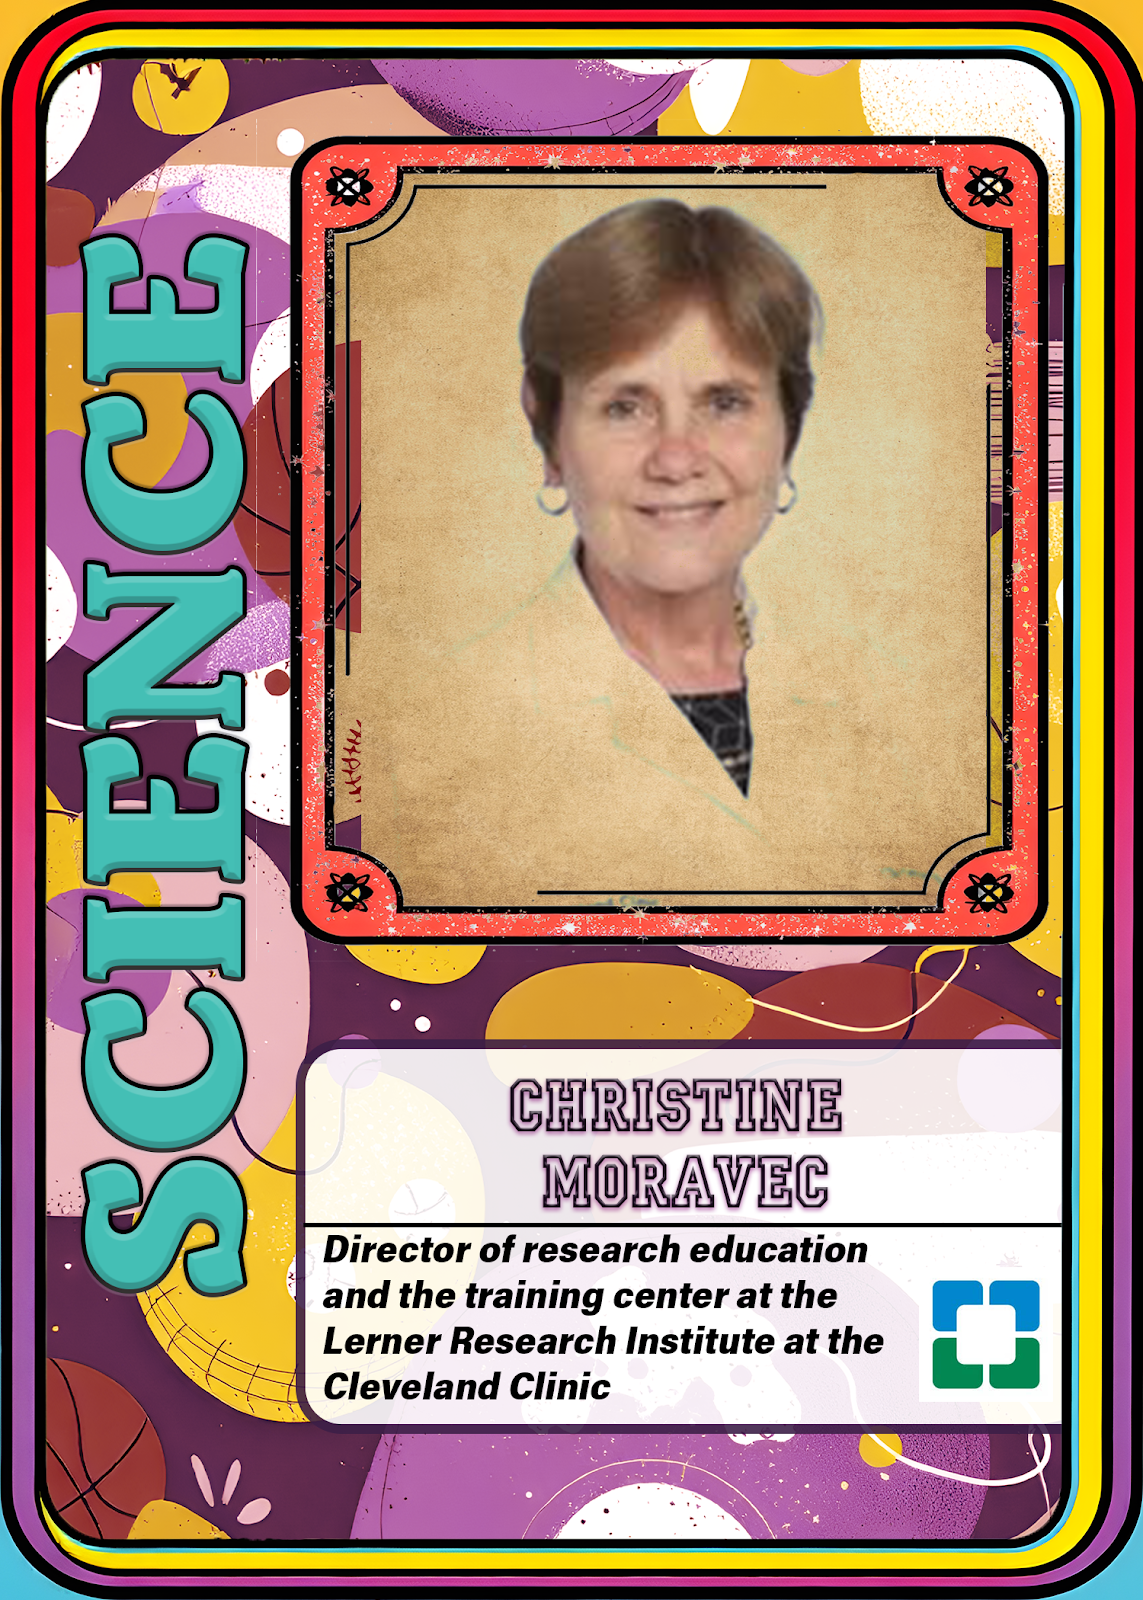 SCIENCE
CHRISTINE
MORAVEC
Director of research education
and the training center at the
Lerner Research Institute at the
Cleveland Clinic